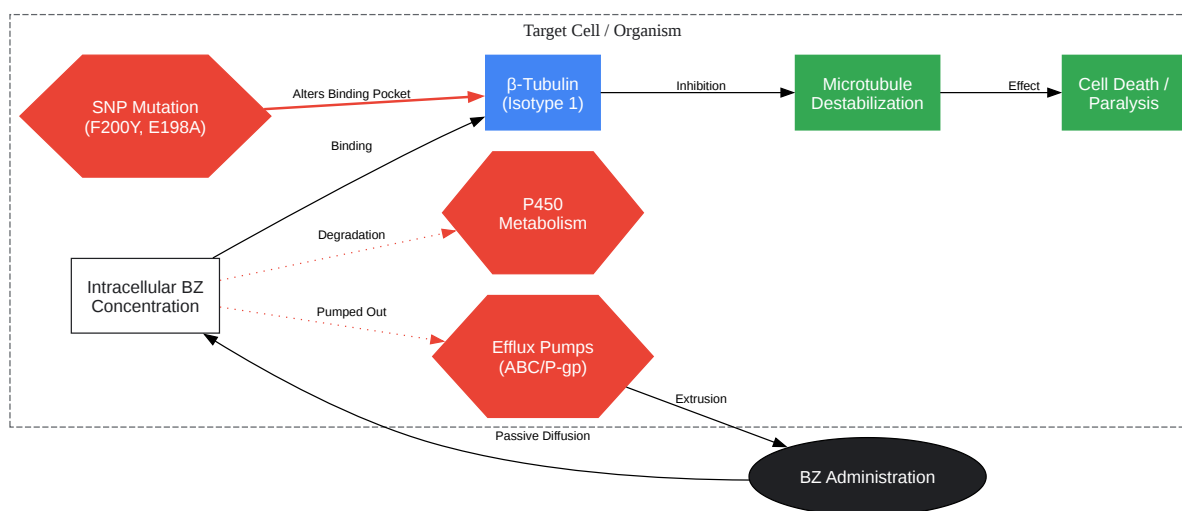 Target Cell / Organism
SNP Mutation
(F200Y, E198A)
Alters Binding Pocket
β-Tubulin
(Isotype 1)
Inhibition
Microtubule
Destabilization
Effect
Cell Death /
Paralysis
Binding
P450
Metabolism
Degradation
Intracellular BZ
Concentration
Pumped Out
Efflux Pumps
(ABC/P-gp)
Extrusion
Passive Diffusion
BZ Administration